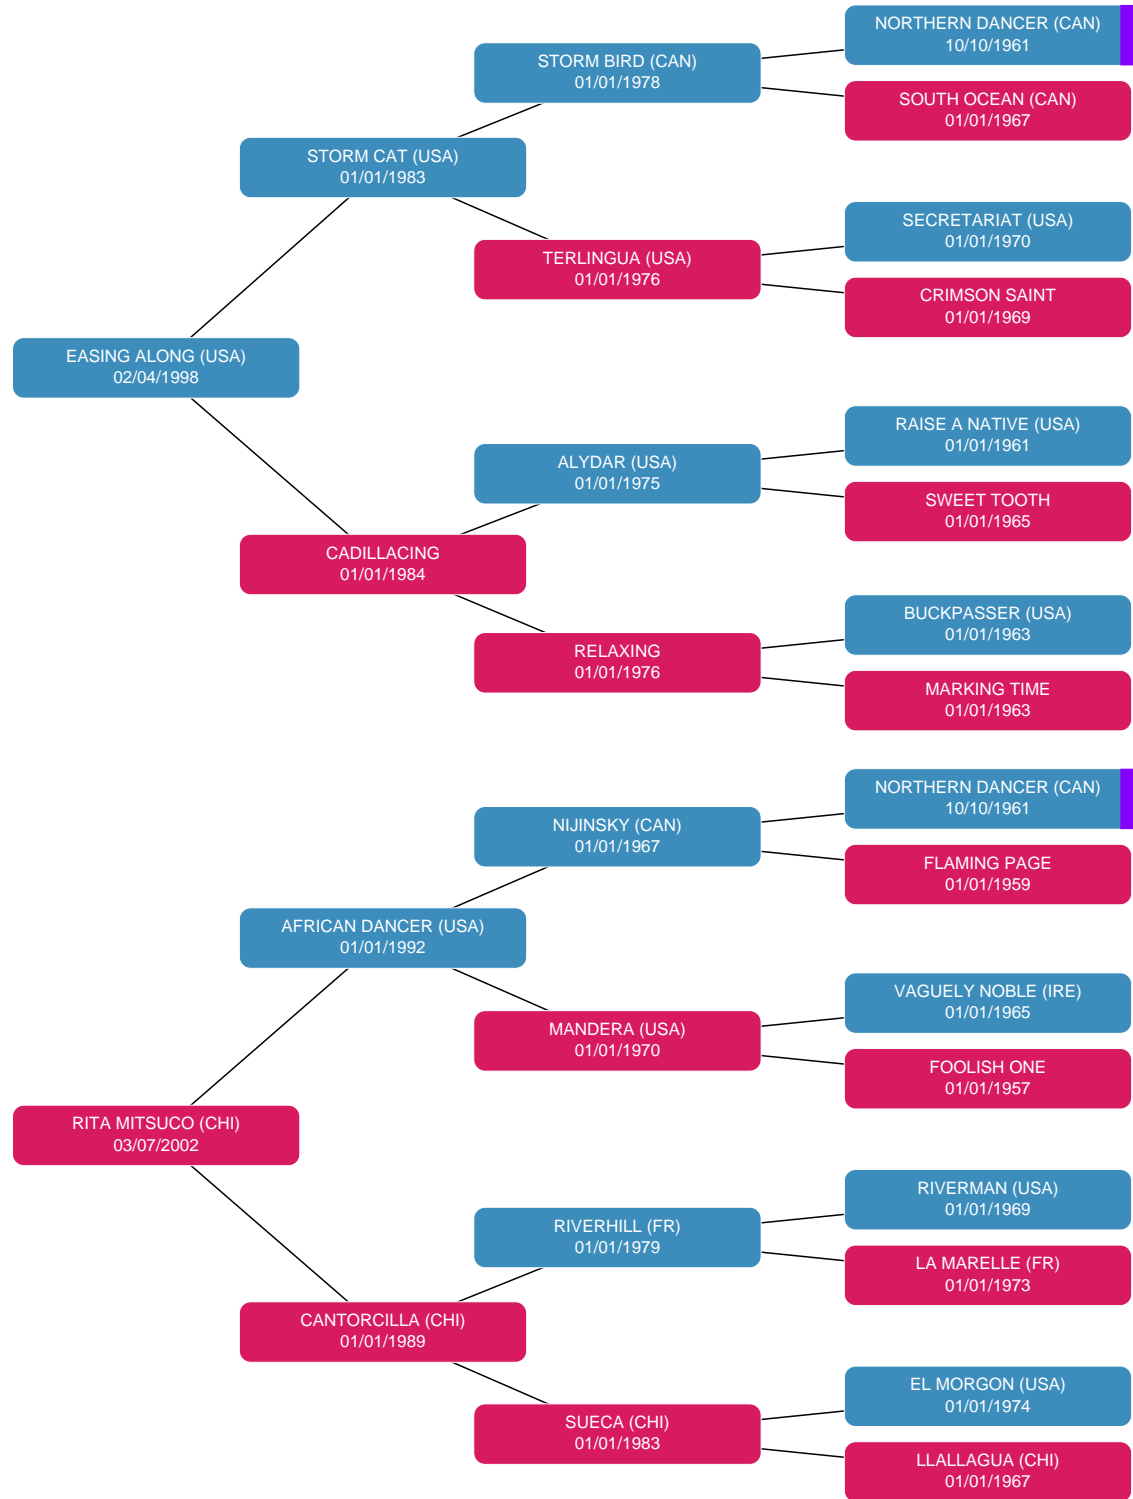 NORTHERN DANCER (CAN)
10/10/1961
STORM BIRD (CAN)
01/01/1978
SOUTH OCEAN (CAN)
01/01/1967
STORM CAT (USA)
01/01/1983
SECRETARIAT (USA)
01/01/1970
TERLINGUA (USA)
01/01/1976
CRIMSON SAINT
01/01/1969
EASING ALONG (USA)
02/04/1998
RAISE A NATIVE (USA)
01/01/1961
ALYDAR (USA)
01/01/1975
SWEET TOOTH
01/01/1965
CADILLACING
01/01/1984
BUCKPASSER (USA)
01/01/1963
RELAXING
01/01/1976
MARKING TIME
01/01/1963
NORTHERN DANCER (CAN)
10/10/1961
NIJINSKY (CAN)
01/01/1967
FLAMING PAGE
01/01/1959
AFRICAN DANCER (USA)
01/01/1992
VAGUELY NOBLE (IRE)
01/01/1965
MANDERA (USA)
01/01/1970
FOOLISH ONE
01/01/1957
RITA MITSUCO (CHI)
03/07/2002
RIVERMAN (USA)
01/01/1969
RIVERHILL (FR)
01/01/1979
LA MARELLE (FR)
01/01/1973
CANTORCILLA (CHI)
01/01/1989
EL MORGON (USA)
01/01/1974
SUECA (CHI)
01/01/1983
LLALLAGUA (CHI)
01/01/1967